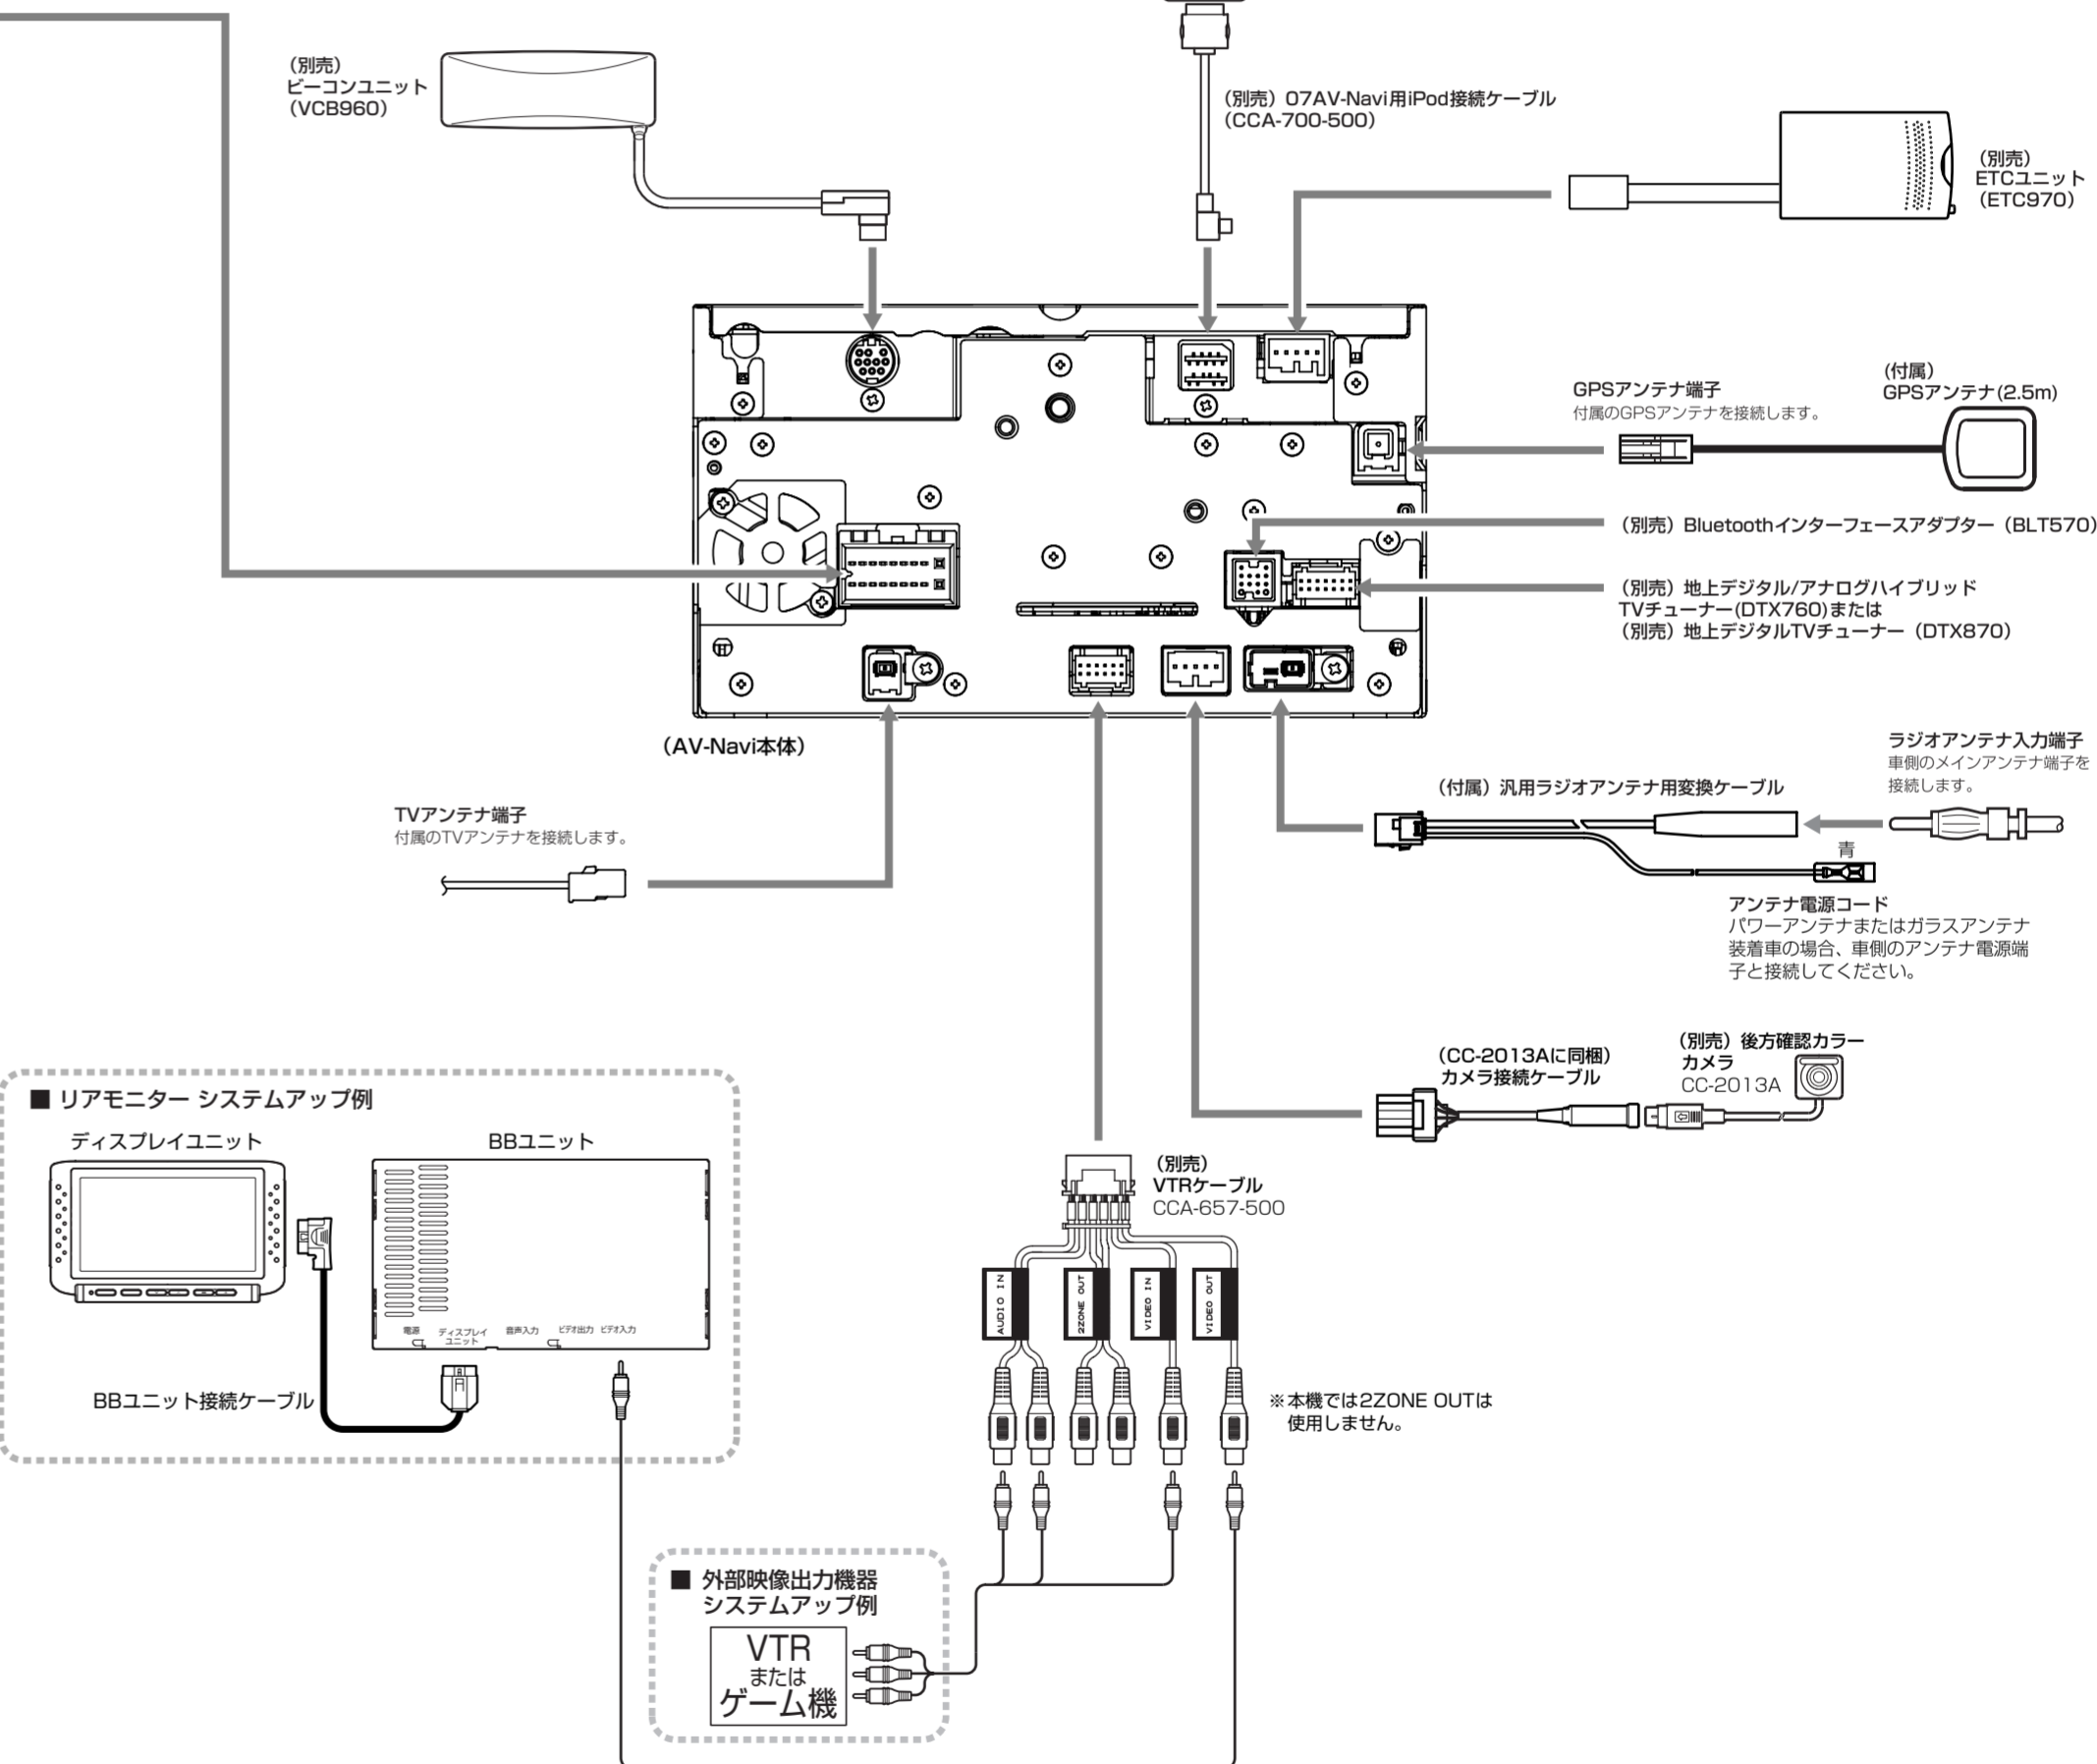 （別売）
ビーコンユニット
（VCB960）
（別売）07AV-Navi用iPod接続ケーブル
（CCA-700-500）
（別売）
ETCユニット
（ETC970）
GPSアンテナ端子
付属のGPSアンテナを接続します。
（付属）
GPSアンテナ(2.5m)
（別売）Bluetoothインターフェースアダプター（BLT570）
（別売）地上デジタル/アナログハイブリッド
TVチューナー(DTX760)または
（別売）地上デジタルTVチューナー（DTX870）
（AV-Navi本体）
TVアンテナ端子
付属のTVアンテナを接続します。
ラジオアンテナ入力端子
車側のメインアンテナ端子を
接続します。
（付属）汎用ラジオアンテナ用変換ケーブル
青
アンテナ電源コード
パワーアンテナまたはガラスアンテナ
装着車の場合、車側のアンテナ電源端
子と接続してください。
（CC-2013Aに同梱）
カメラ接続ケーブル
（別売）後方確認カラー
カメラ
CC-2013A
■ リアモニター システムアップ例
ディスプレイユニット
BBユニット
電源
ディスプレイ
ユニット
音声入力
ビデオ出力
ビデオ入力
BBユニット接続ケーブル
（別売）
VTRケーブル
CCA-657-500
AUDIO IN
2ZONE OUT
VIDEO IN
VIDEO OUT
※本機では2ZONE OUTは
使用しません。
■ 外部映像出力機器
システムアップ例
VTR
または
ゲーム機